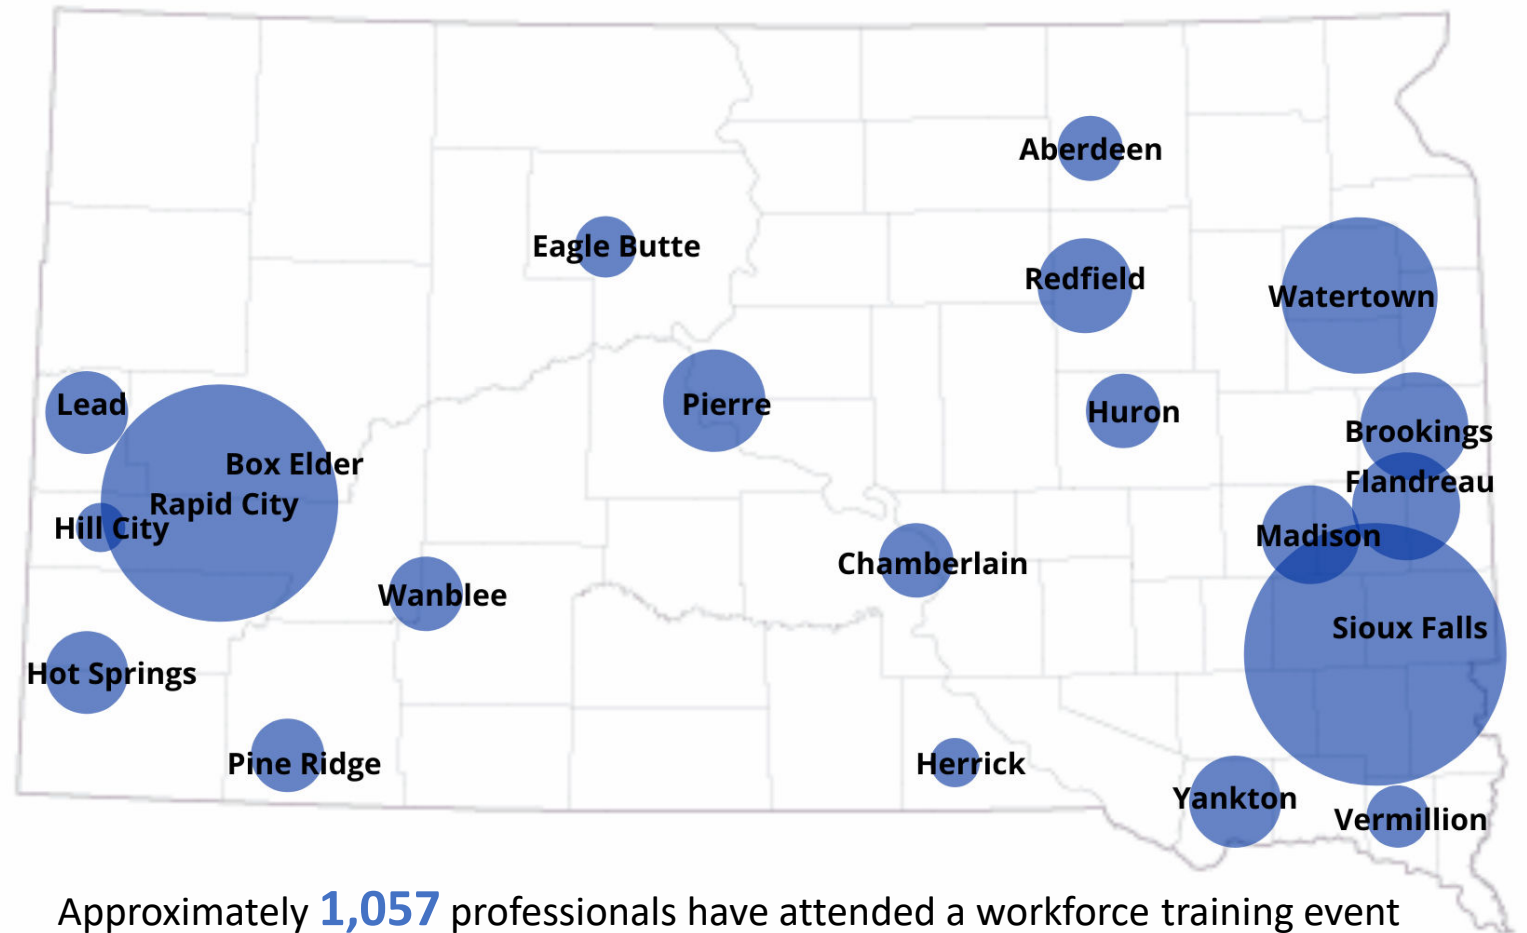 Aberdeen
Eagle Butte
Redfield
Watertown
Lead
Pierre
Huron
Brookings
Box Elder
Flandreau
Rapid City
Hill City
Madison
Chamberlain
Wanblee
Sioux Falls
Hot Springs
Pine Ridge
Herrick
Yankton
Vermillion
Approximately 1,057 professionals have attended a workforce training event